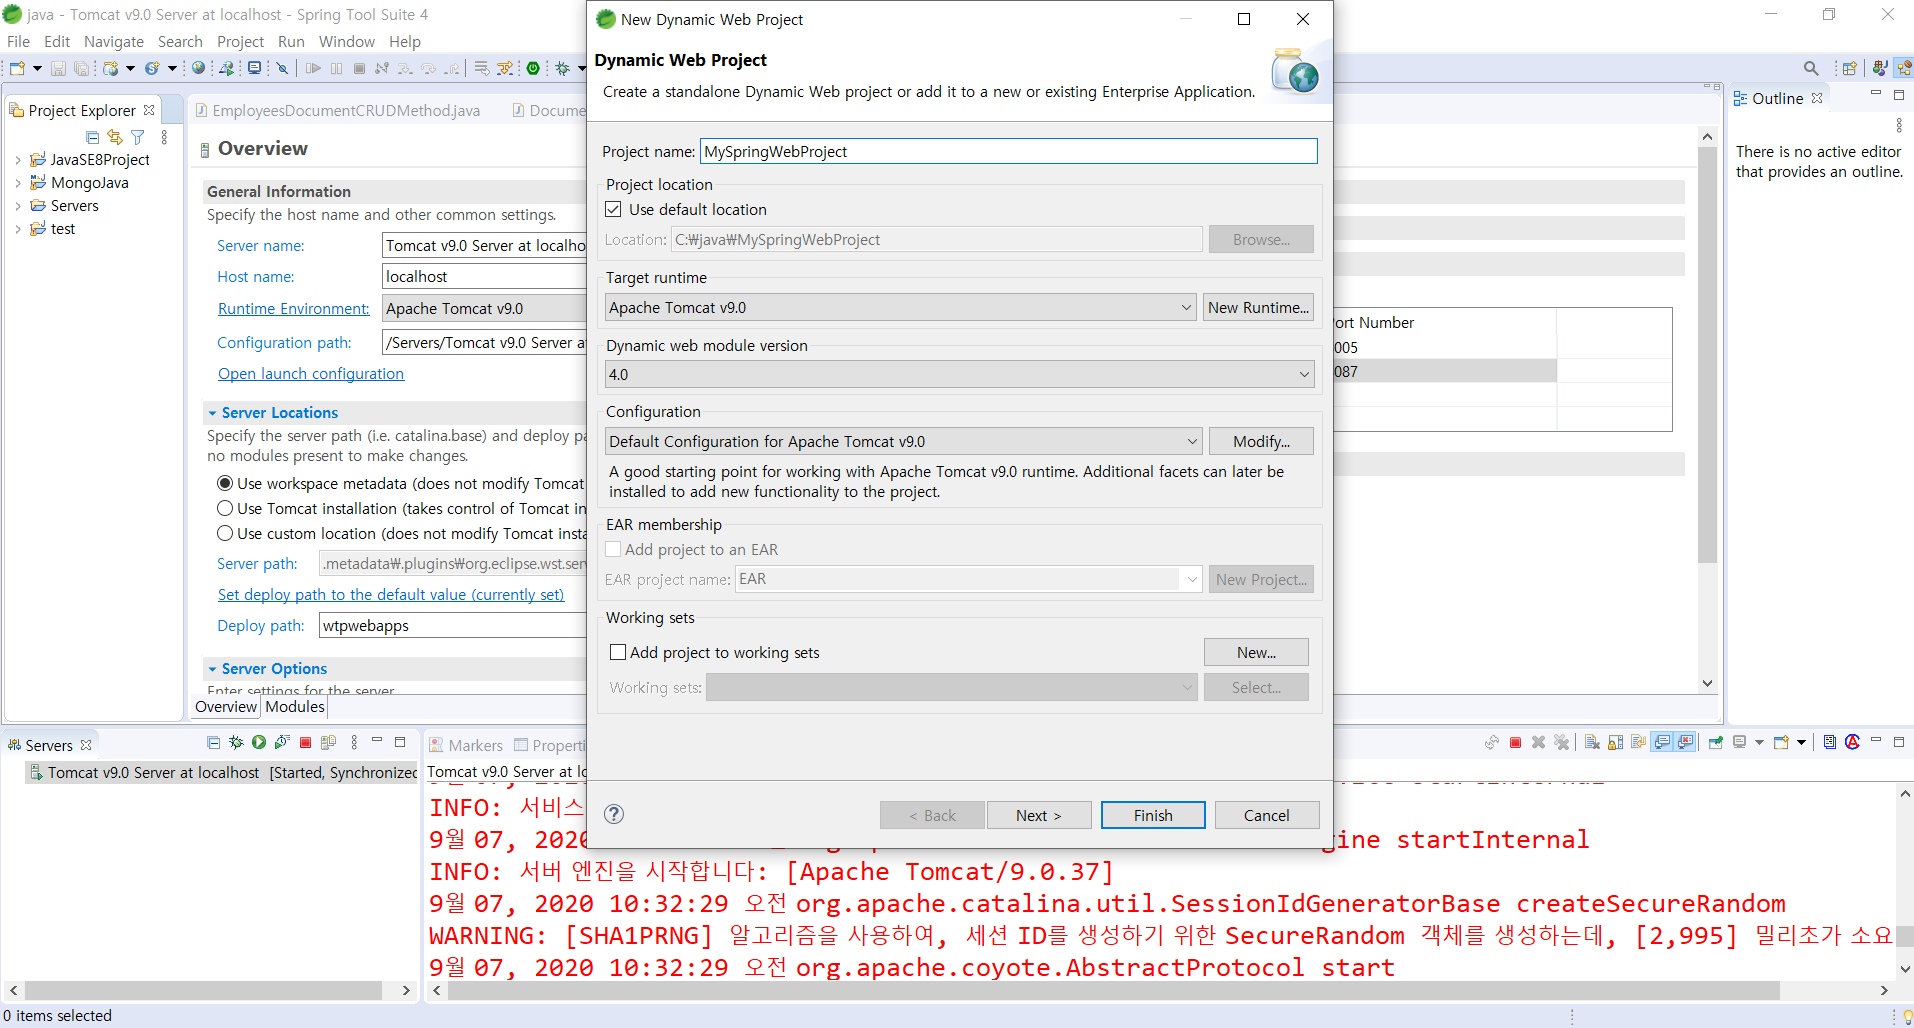 java - Tomcat v9.0 Server at localhost - Spring Tool Suite 4
File Edit Navigate Search Project Run Window Help
Project Explorer
JavaSE8Project
MongoJava
Servers
test
EmployeesDocumentCRUDMethod.java
Docume
Overview
General Information
Specify the host name and other common settings.
Server name:
Tomcat v9.0 Server at localho
Host name:
localhost
Runtime Environment:
Apache Tomcat v9.0
Configuration path:
/Servers/Tomcat v9.0 Server a
Open launch configuration
Server Locations
Specify the server path (i.e. catalina.base) and deploy pa
no modules present to make changes.
Use workspace metadata (does not modify Tomcat
Use Tomcat installation (takes control of Tomcat in
Use custom location (does not modify Tomcat insta
Server path:
.metadata₩.plugins₩org.eclipse.wst.serv
Set deploy path to the default value (currently set)
Deploy path:
wtpwebapps
Server Options
Enter settings for the server
Overview Modules
New Dynamic Web Project
Dynamic Web Project
Create a standalone Dynamic Web project or add it to a new or existing Enterprise Application.
Project name:
MySpringWebProject
Project location
Use default location
Location:
C:₩java₩MySpringWebProject
Browse...
Target runtime
Apache Tomcat v9.0
New Runtime...
Dynamic web module version
4.0
Configuration
Default Configuration for Apache Tomcat v9.0
Modify...
A good starting point for working with Apache Tomcat v9.0 runtime. Additional facets can later be
installed to add new functionality to the project.
EAR membership
Add project to an EAR
EAR project name:
EAR
New Project...
Working sets
Add project to working sets
New...
Working sets:
Select...
< Back
Next >
Finish
Cancel
ort Number
005
087
Outline
There is no active editor
that provides an outline.
Servers
Tomcat v9.0 Server at localhost [Started, Synchronized
Markers
Properti
Tomcat v9.0 Server at lo
INFO: 서비스
9월 07, 2020
gine startInternal
INFO: 서버 엔진을 시작합니다: [Apache Tomcat/9.0.37]
9월 07, 2020 10:32:29 오전 org.apache.catalina.util.SessionIdGeneratorBase createSecureRandom
WARNING: [SHA1PRNG] 알고리즘을 사용하여, 세션 ID를 생성하기 위한 SecureRandom 객체를 생성하는데, [2,995] 밀리초가 소요
9월 07, 2020 10:32:29 오전 org.apache.coyote.AbstractProtocol start
0 items selected